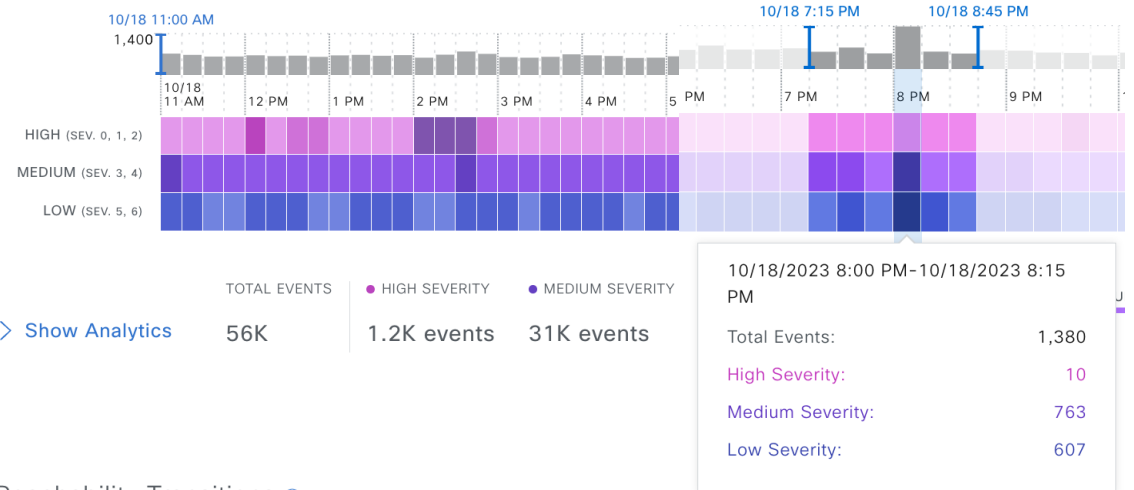 10/18 11:00 AM
10/18 7:15 PM
10/18 8:45 PM
1,400
10/18
11 AM
12 PM
1 PM
2 PM
3 PM
4 PM
5
PM
7 PM
8 PM
9 PM
HIGH (SEV. 0, 1, 2)
MEDIUM (SEV. 3, 4)
LOW (SEV. 5, 6)
10/18/2023 8:00 PM-10/18/2023 8:15
PM
TOTAL EVENTS
HIGH SEVERITY
MEDIUM SEVERITY
Show Analytics
56K
1.2K events
31K events
Total Events: 1,380
High Severity: 10
Medium Severity: 763
Low Severity: 607